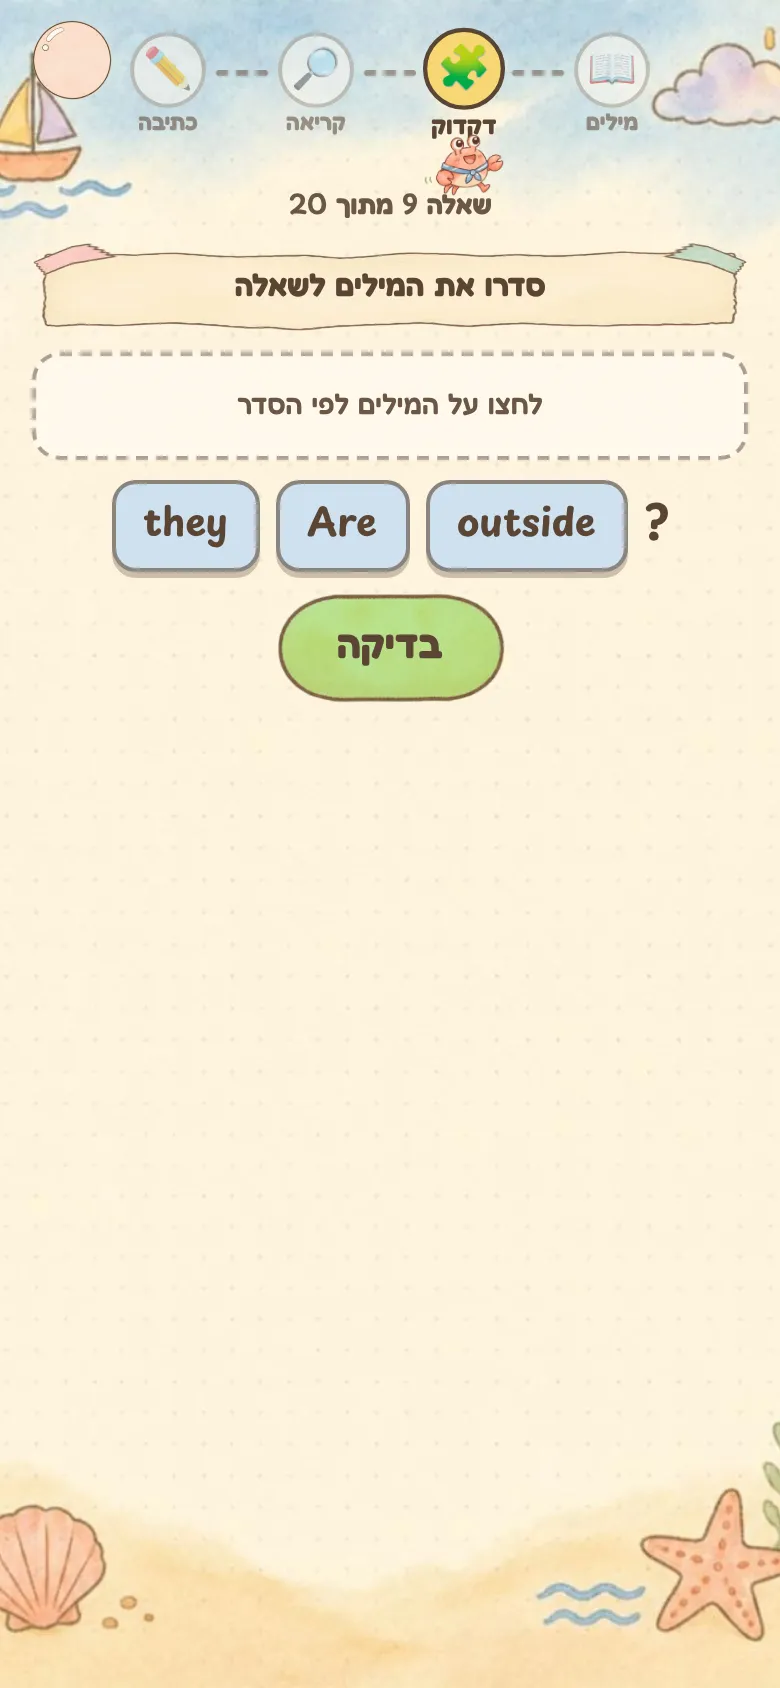 מילים דקדוק קריאה כתיבה
שאלה 9 מתוך 20
סדרו את המילים לשאלה
לחצו על המילים לפי הסדר
they Are outside ?
בדיקה